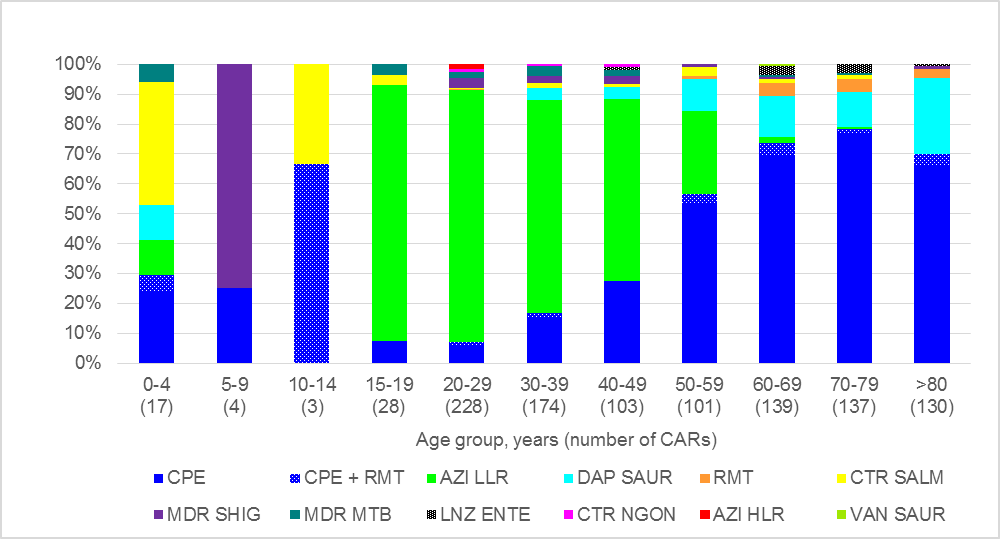 100%
90%
80%
70%
60%
50%
40%
30%
20%
10%
0%
0-4 5-9 10-14 15-19 20-29 30-39 40-49 50-59 60-69 70-79 >80
(17) (4) (3) (28) (228) (174) (103) (101) (139) (137) (130)
Age group, years (number of CARs)
CPE CPE + RMT AZI LLR DAP SAUR RMT CTR SALM
MDR SHIG MDR MTB LNZ ENTE CTR NGON AZI HLR VAN SAUR